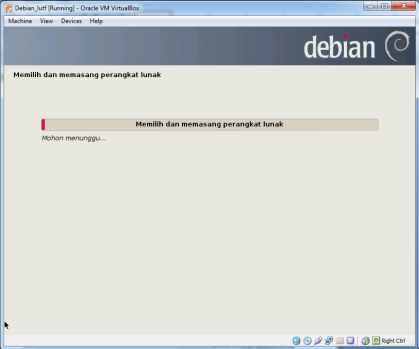 Debian_lutf [Running] - Oracle VM VirtualBox
Machine View Devices Help
debian
Memilih dan memasang perangkat lunak
Memilih dan memasang perangkat lunak
Mohon menunggu...
Right Ctrl